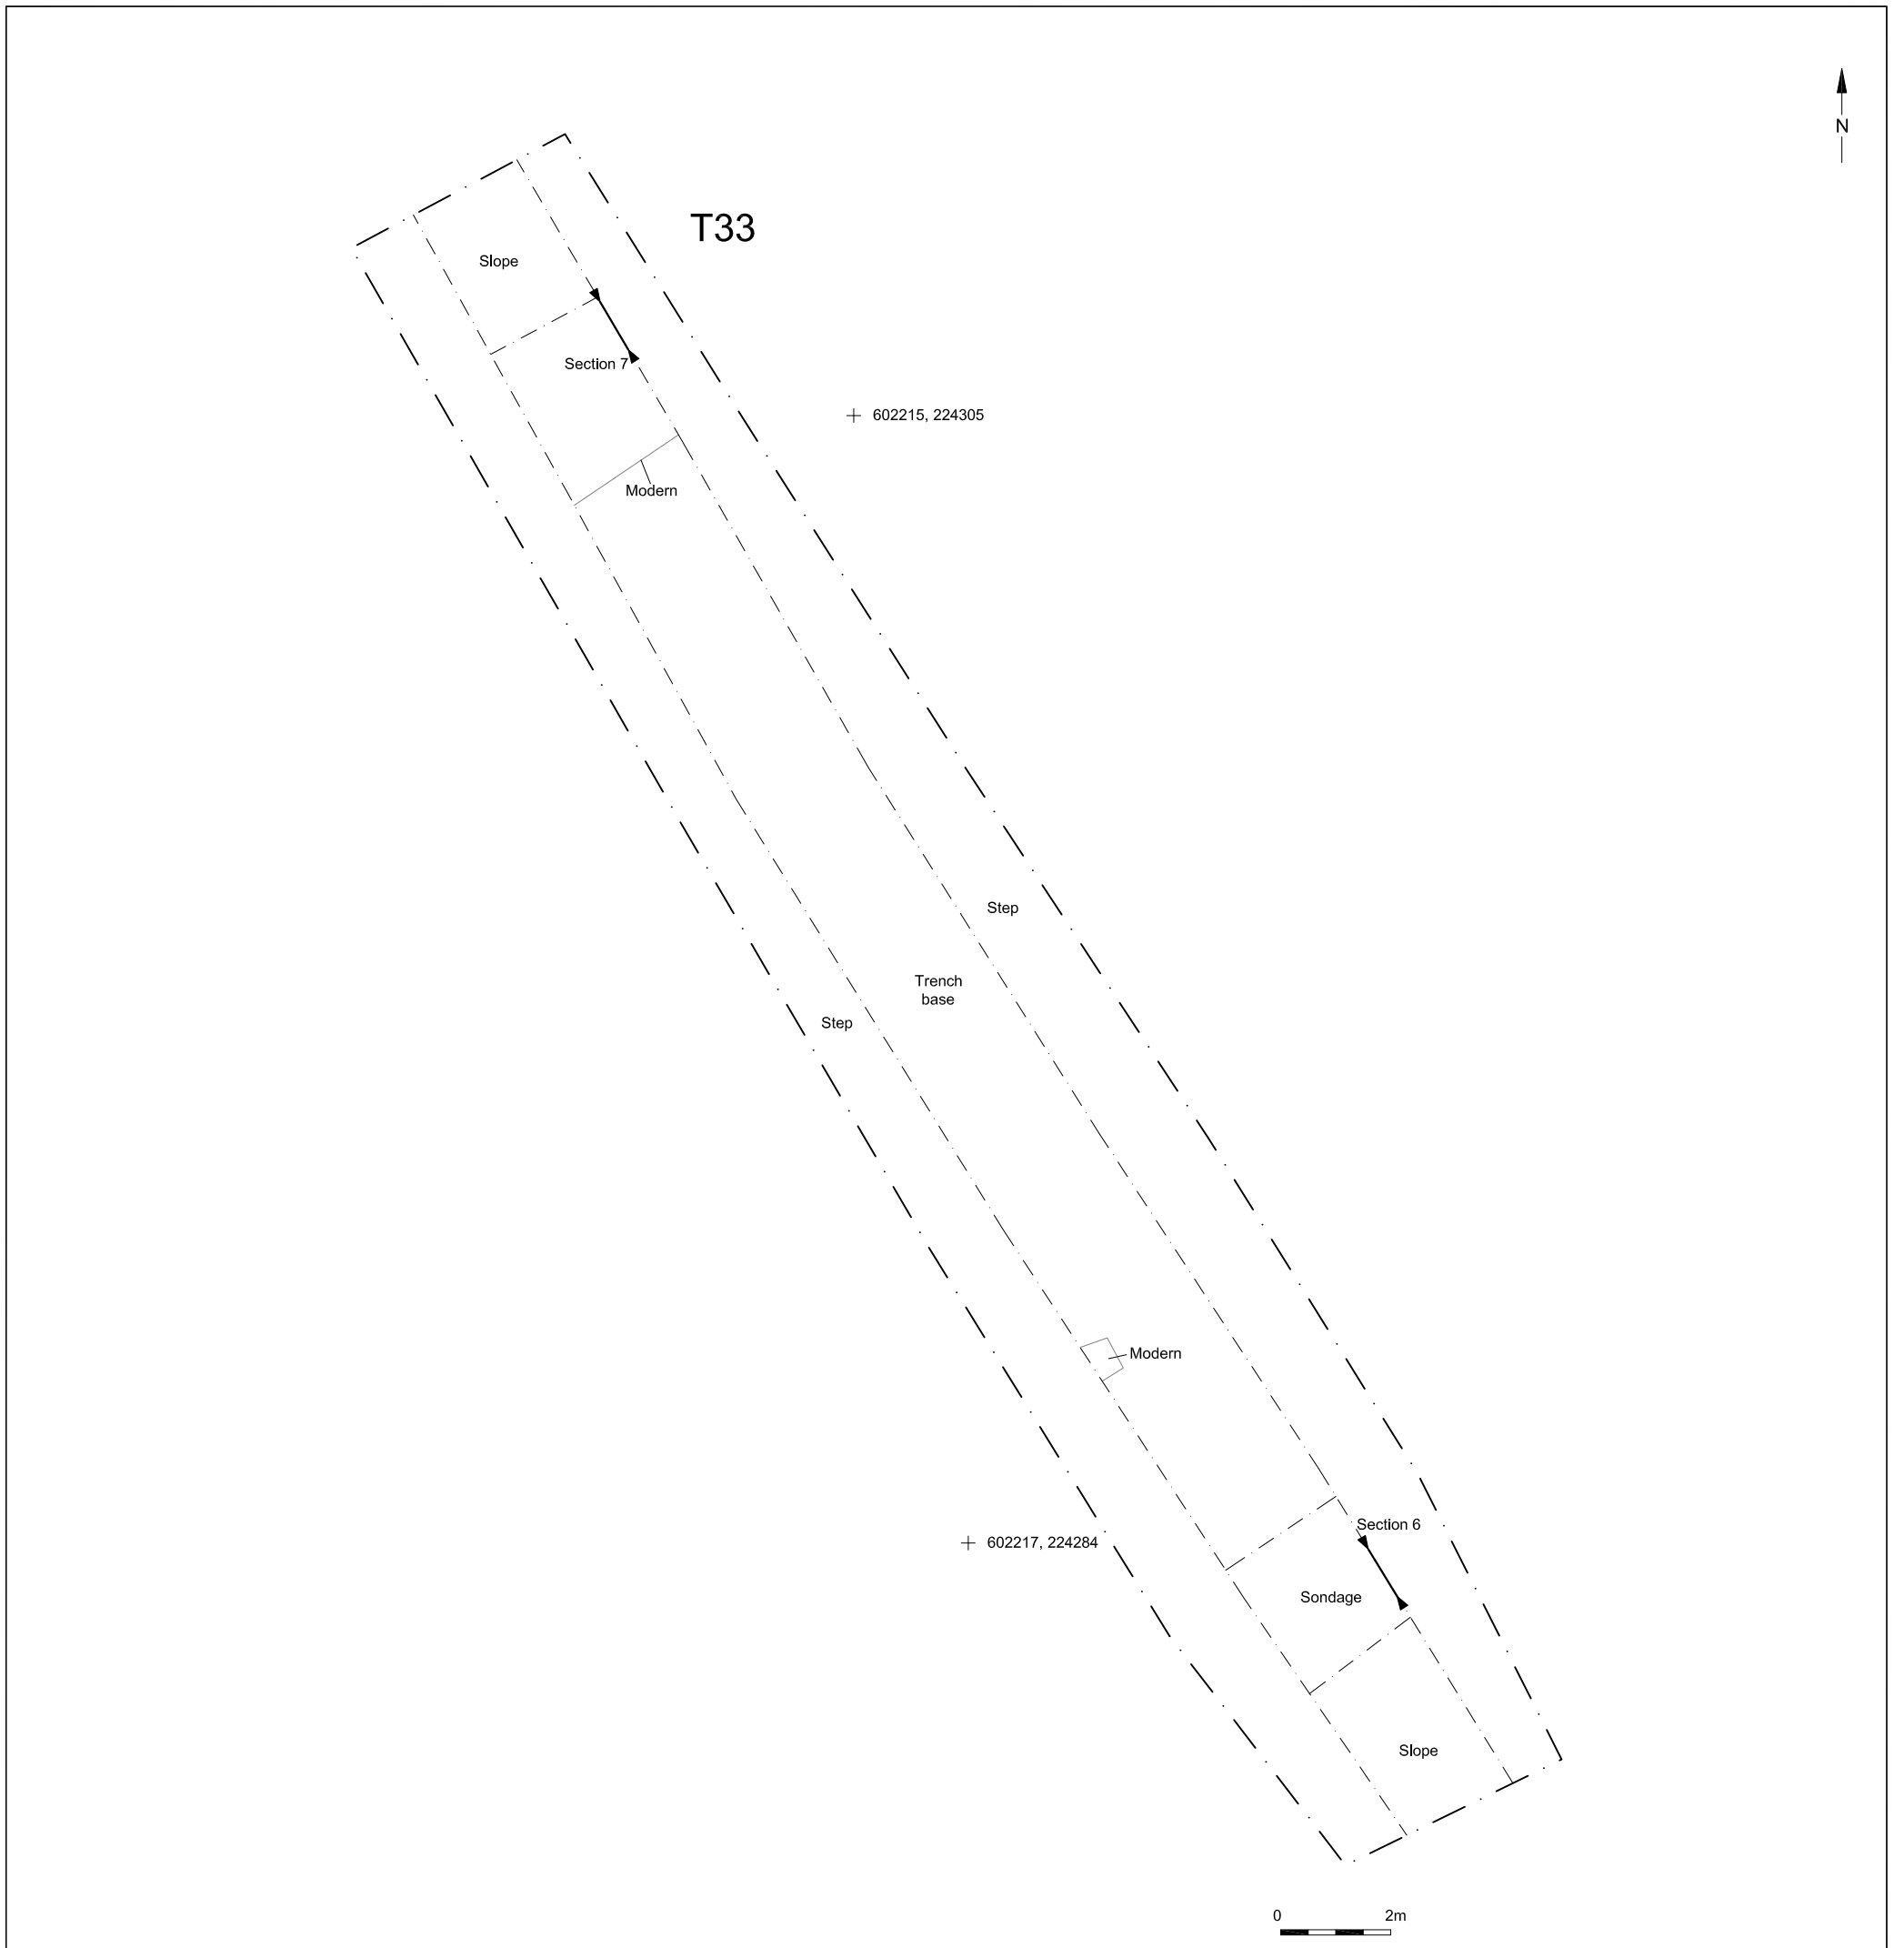 N
T33
Slope
Section 7
602215, 224305
Modern
Step
Trench
base
Step
Modern
Section 6
602217, 224284
Sondage
Slope
0 2m